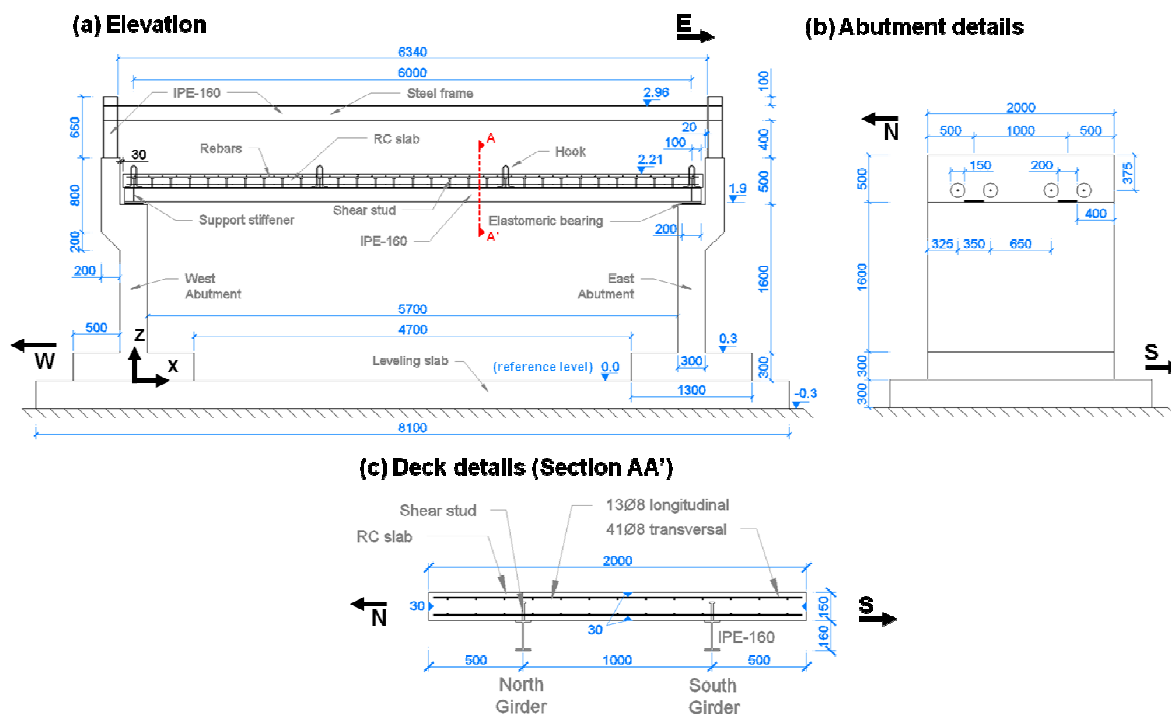 (a) Elevation
E
(b) Abutment details
6340
6000
IPE-160
Steel frame
2.96
100
2000
N
660
20
400
500
1000
500
RC slab
A
Rebars
Hook
30
100
2.21
150
200
500
375
800
500
1.9
Support stiffener
Shear stud
Elastomeric bearing
A'
IPE-160
200
400
200
325
350
650
200
West
Abutment
East
Abutment
1600
1600
5700
500
4700
W
Z
X
Leveling slab
(reference level)
0.0
0.3
300
300
1300
-0.3
S
300
300
8100
(c) Deck details (Section AA')
Shear stud
13Ø8 longitudinal
RC slab
41Ø8 transversal
2000
N
30
30
150
S
160
IPE-160
500
1000
500
North
Girder
South
Girder